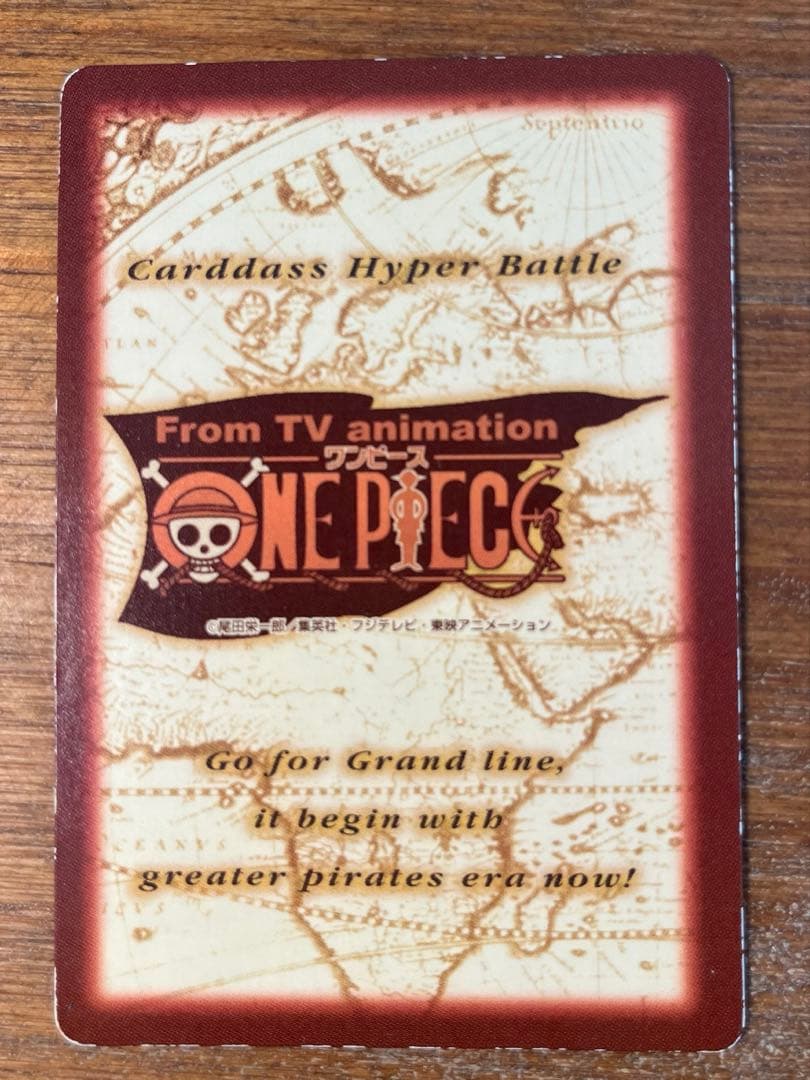 Septentrio
Carddass Hyper Battle
From TV animation
ワンピース
ONE PIECE
©尾田栄一郎/集英社・フジテレビ・東映アニメーション
Go for Grand line,
it begin with
CEANVS
greater pirates era now!